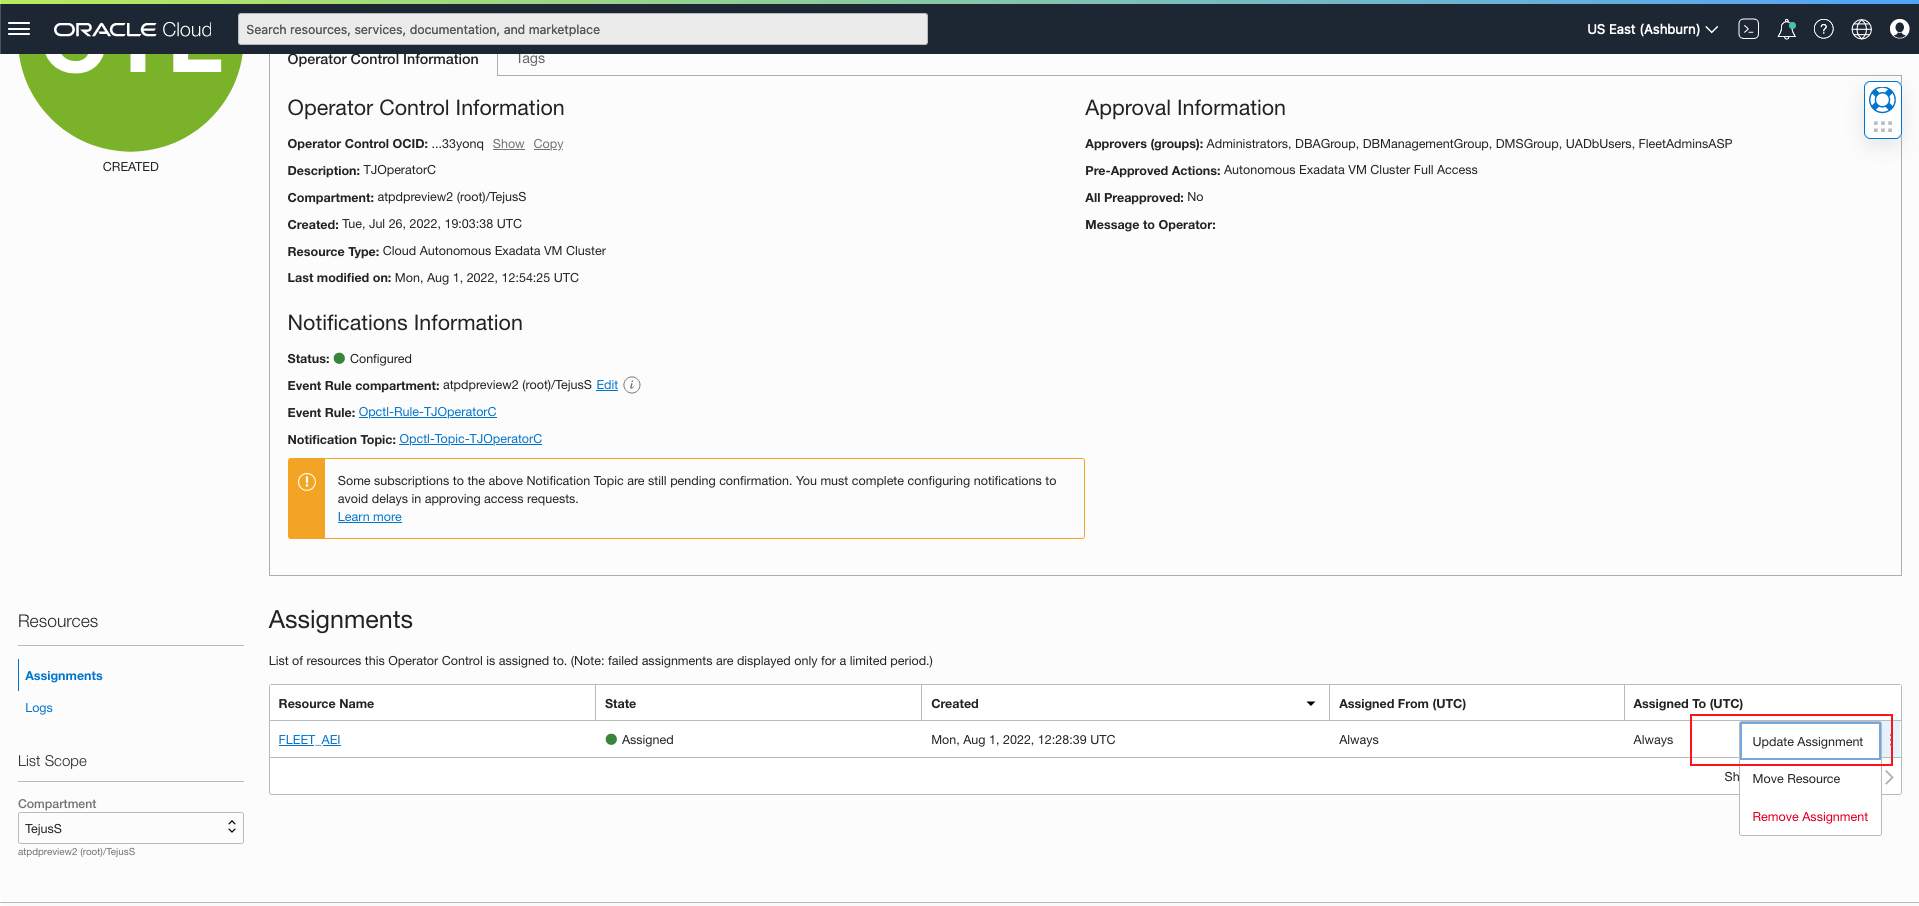 ORACLE Cloud
Search resources, services, documentation, and marketplace
US East (Ashburn)
CTL
CREATED
Operator Control Information
Tags
Operator Control Information
Operator Control OCID: ...33yonq Show Copy
Description: TJOperatorC
Compartment: atpdpreview2 (root)/TejusS
Created: Tue, Jul 26, 2022, 19:03:38 UTC
Resource Type: Cloud Autonomous Exadata VM Cluster
Last modified on: Mon, Aug 1, 2022, 12:54:25 UTC
Approval Information
Approvers (groups): Administrators, DBAGroup, DBManagementGroup, DMSGroup, UADbUsers, FleetAdminsASP
Pre-Approved Actions: Autonomous Exadata VM Cluster Full Access
All Preapproved: No
Message to Operator:
Notifications Information
Status: Configured
Event Rule compartment: atpdpreview2 (root)/TejusS Edit
Event Rule: Opctl-Rule-TJOperatorC
Notification Topic: Opctl-Topic-TJOperatorC
Some subscriptions to the above Notification Topic are still pending confirmation. You must complete configuring notifications to
avoid delays in approving access requests.
Learn more
Resources
Assignments
Logs
List Scope
Compartment
TejusS
atpdpreview2 (root)/TejusS
Assignments
List of resources this Operator Control is assigned to. (Note: failed assignments are displayed only for a limited period.)
Resource Name State Created Assigned From (UTC) Assigned To (UTC)
FLEET_AEI Assigned Mon, Aug 1, 2022, 12:28:39 UTC Always Always
Sh
Update Assignment
Move Resource
Remove Assignment